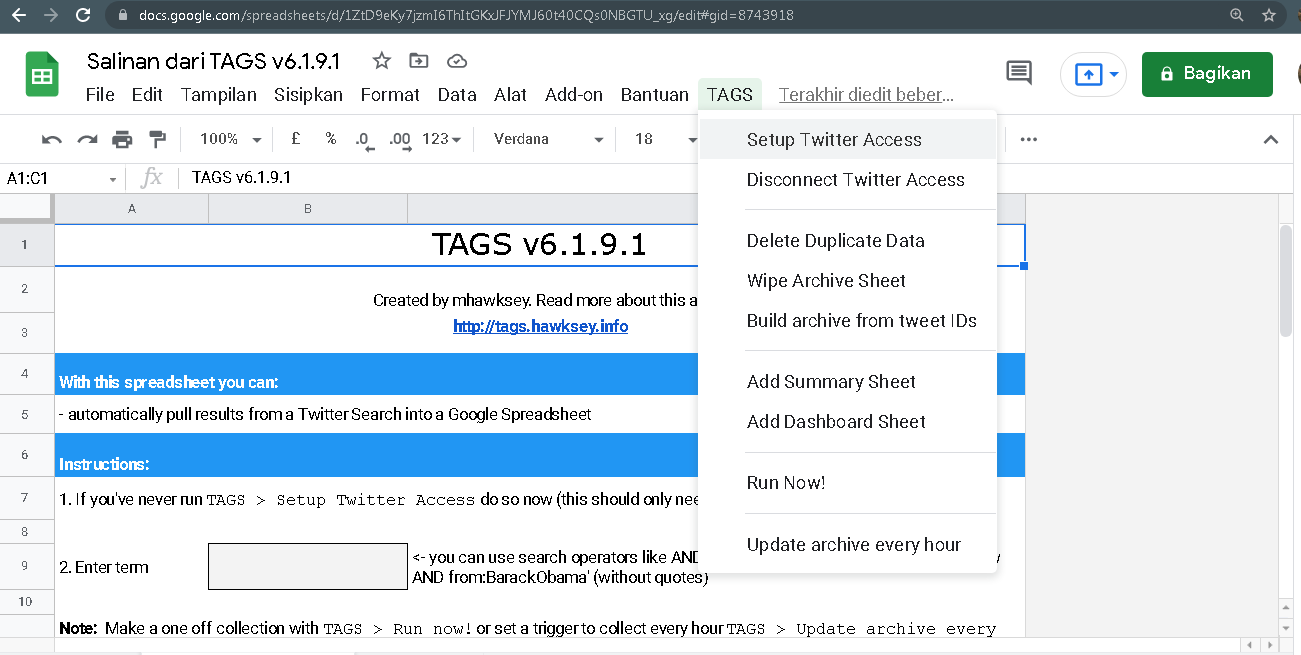 docs.google.com/spreadsheets/d/1ZtD9eKy7jzmI6ThItGKxJFJYMJ60t40CQs0NBGTU_xg/edit#gid=8743918
Salinan dari TAGS v6.1.9.1
Bagikan
File Edit Tampilan Sisipkan Format Data Alat Add-on Bantuan TAGS Terakhir diedit beber...
100% £ % .0 .00 123 Verdana 18
A1:C1 fx TAGS v6.1.9.1
A B
1 TAGS v6.1.9.1
2 Created by mhawksey. Read more about this a
3 http://tags.hawksey.info
4 With this spreadsheet you can:
5 - automatically pull results from a Twitter Search into a Google Spreadsheet
6 Instructions:
7 1. If you've never run TAGS > Setup Twitter Access do so now (this should only nee
8
9 2. Enter term <- you can use search operators like AND
AND from:BarackObama' (without quotes)
10
Note: Make a one off collection with TAGS > Run now! or set a trigger to collect every hour TAGS > Update archive every
Setup Twitter Access
Disconnect Twitter Access
Delete Duplicate Data
Wipe Archive Sheet
Build archive from tweet IDs
Add Summary Sheet
Add Dashboard Sheet
Run Now!
Update archive every hour